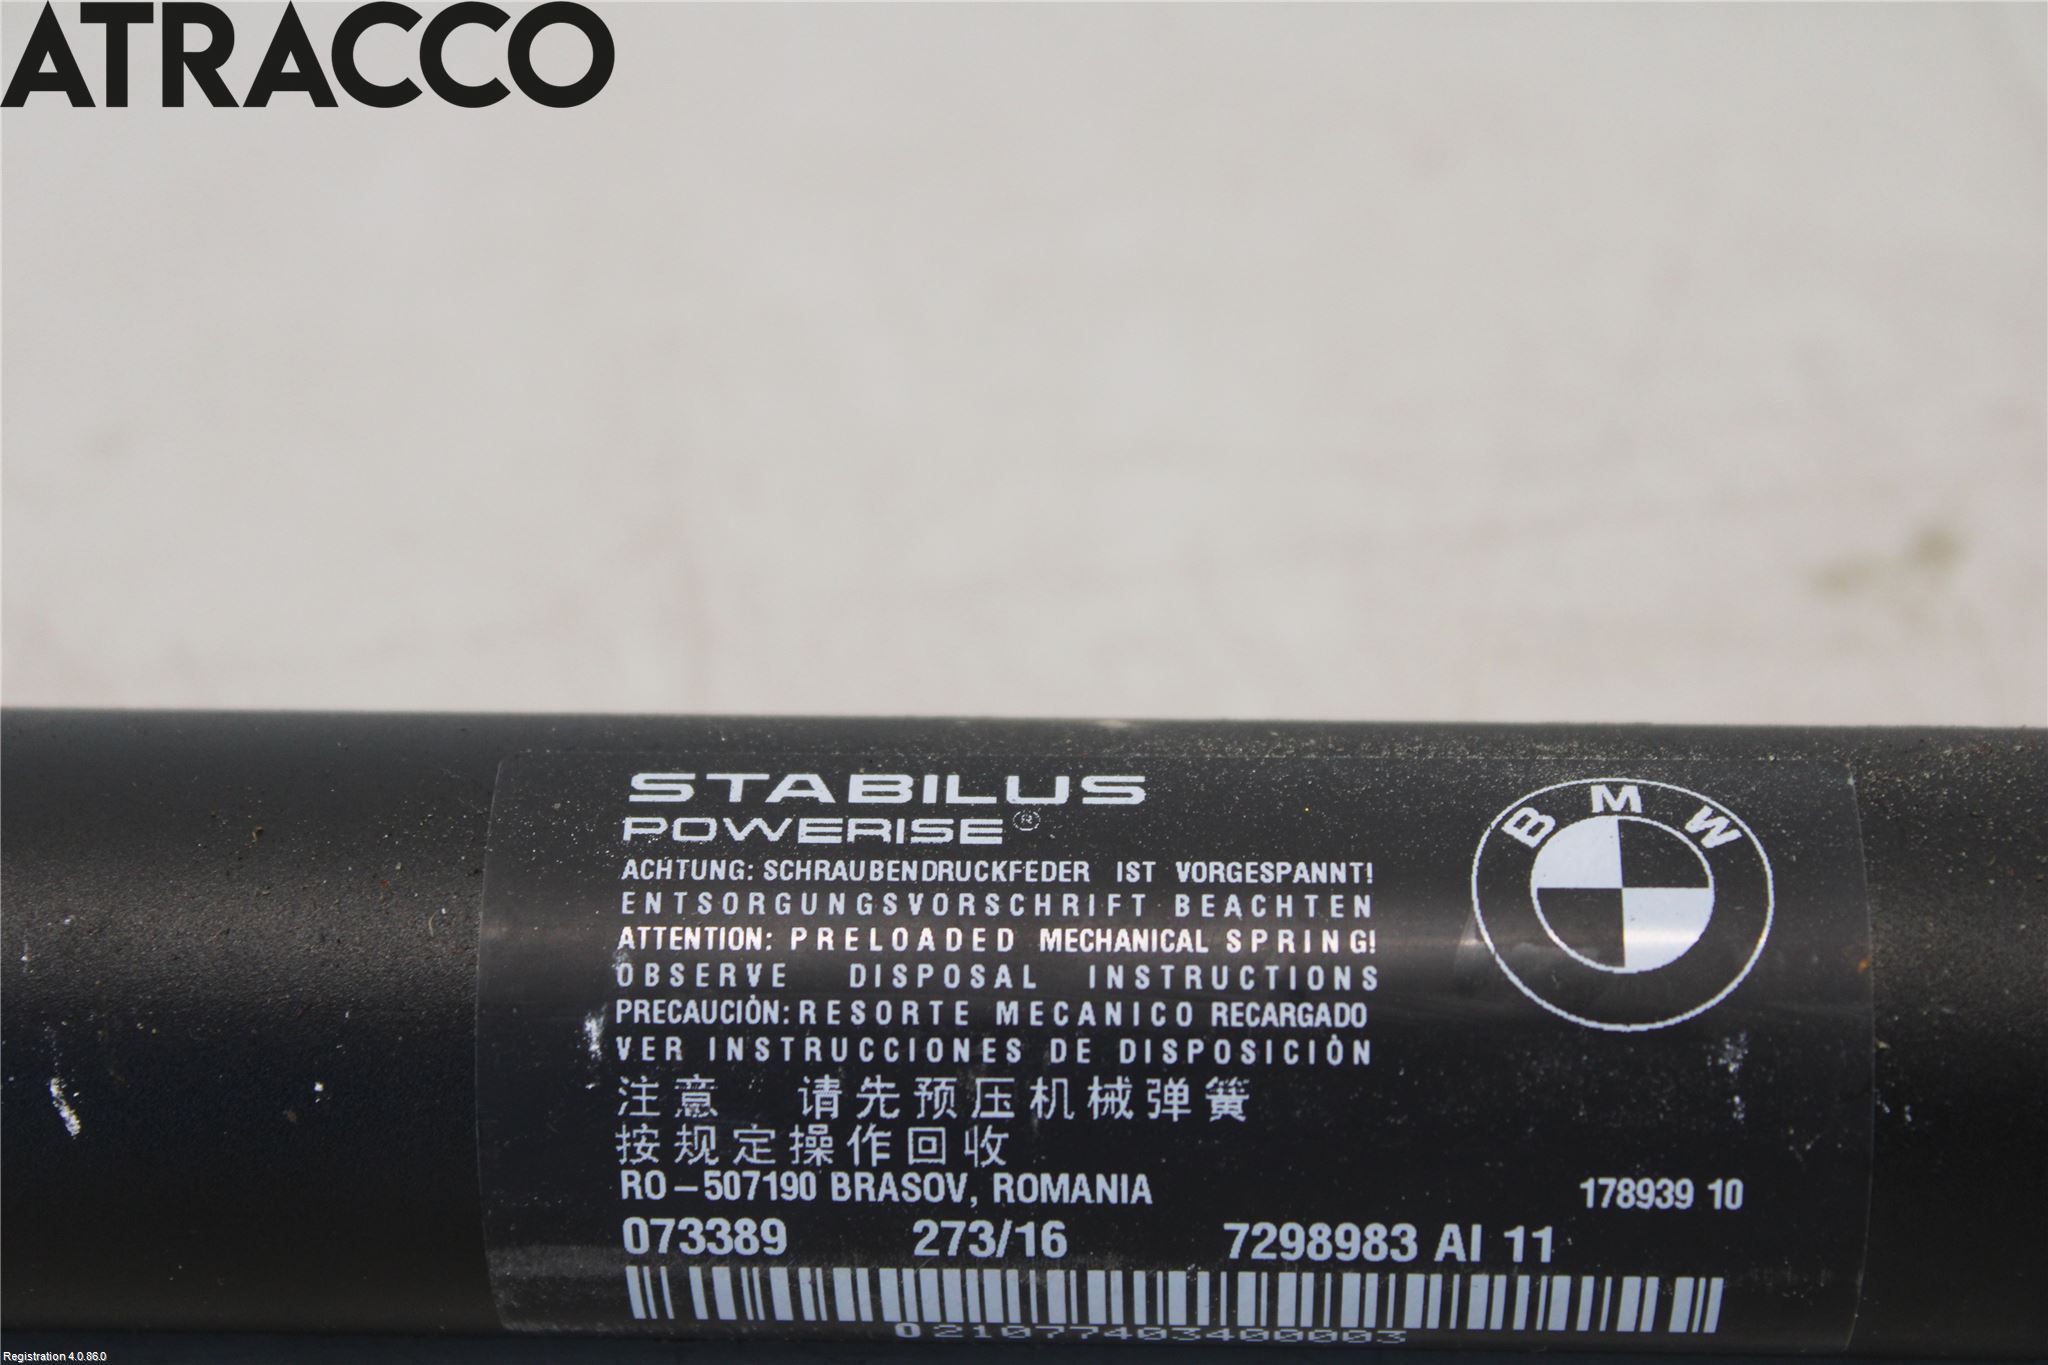 ATRACCO
STABILUS
POWERISE®
BMW
ACHTUNG: SCHRAUBENDRUCKFEDER IST VORGESPANNT!
ENTSORGUNGSVORSCHRIFT BEACHTEN
ATTENTION: PRELOADED MECHANICAL SPRING!
OBSERVE DISPOSAL INSTRUCTIONS
PRECAUCIÒN: RESORTE MECANICO RECARGADO
VER INSTRUCCIONES DE DISPOSICIÒN
注意 请先预压机械弹簧
按规定操作回收
RO-507190 BRASOV, ROMANIA
178939 10
073389 273/16 7298983 AI 11
021077403400003
Registration 4.0.86.0